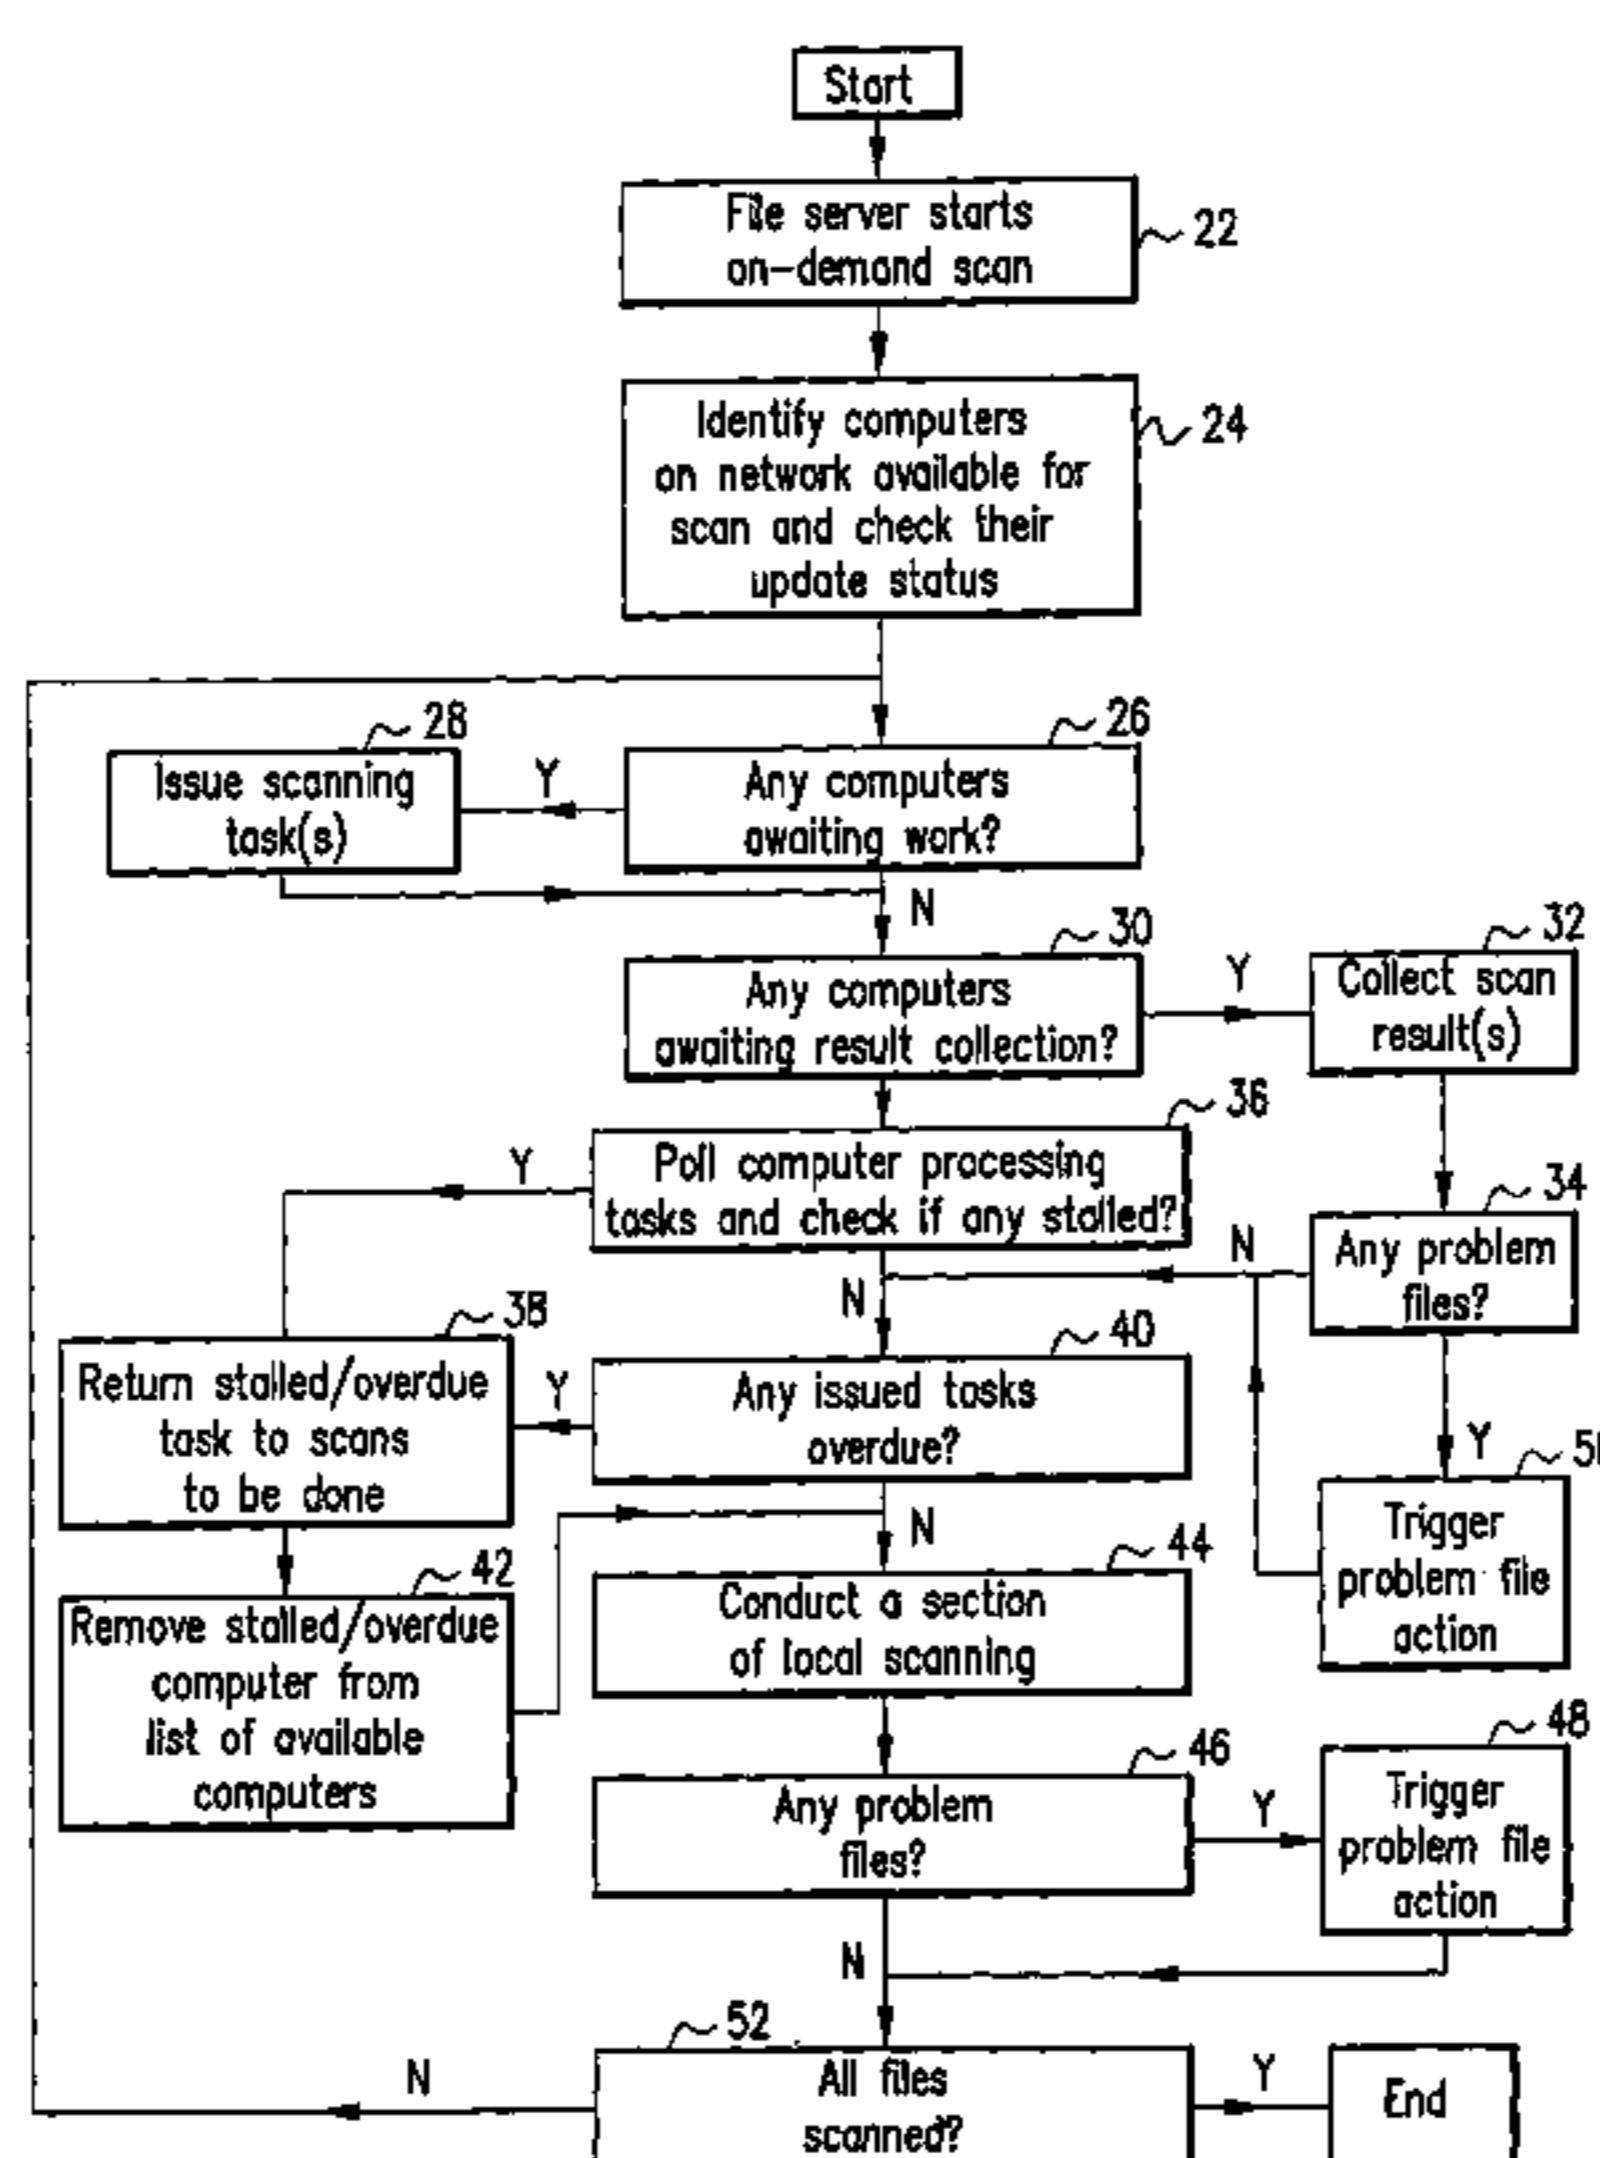 Start
File server starts
on-demand scan
22
Identify computers
on network available for
scan and check their
update status
24
28
Issue scanning
task(s)
Y
26
Any computers
awaiting work?
N
30
Any computers
awaiting result collection?
Y
32
Collect scan
result(s)
36
Poll computer processing
tasks and check if any stalled?
Y
N
34
Any problem
files?
N
Y
38
Return stalled/overdue
task to scans
to be done
Y
40
Any issued tasks
overdue?
N
Trigger
problem file
action
42
Remove stalled/overdue
computer from
list of available
computers
44
Conduct a section
of local scanning
46
Any problem
files?
Y
48
Trigger
problem file
action
N
52
All files
scanned?
N
Y
End